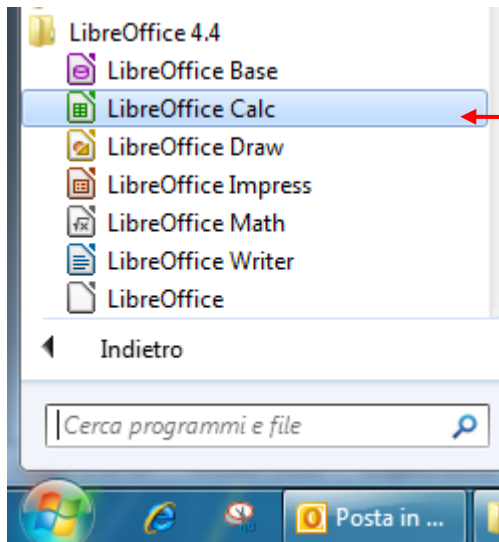 LibreOffice 4.4
LibreOffice Base
LibreOffice Calc
LibreOffice Draw
LibreOffice Impress
LibreOffice Math
LibreOffice Writer
LibreOffice
Indietro
Cerca programmi e file
Posta in ...